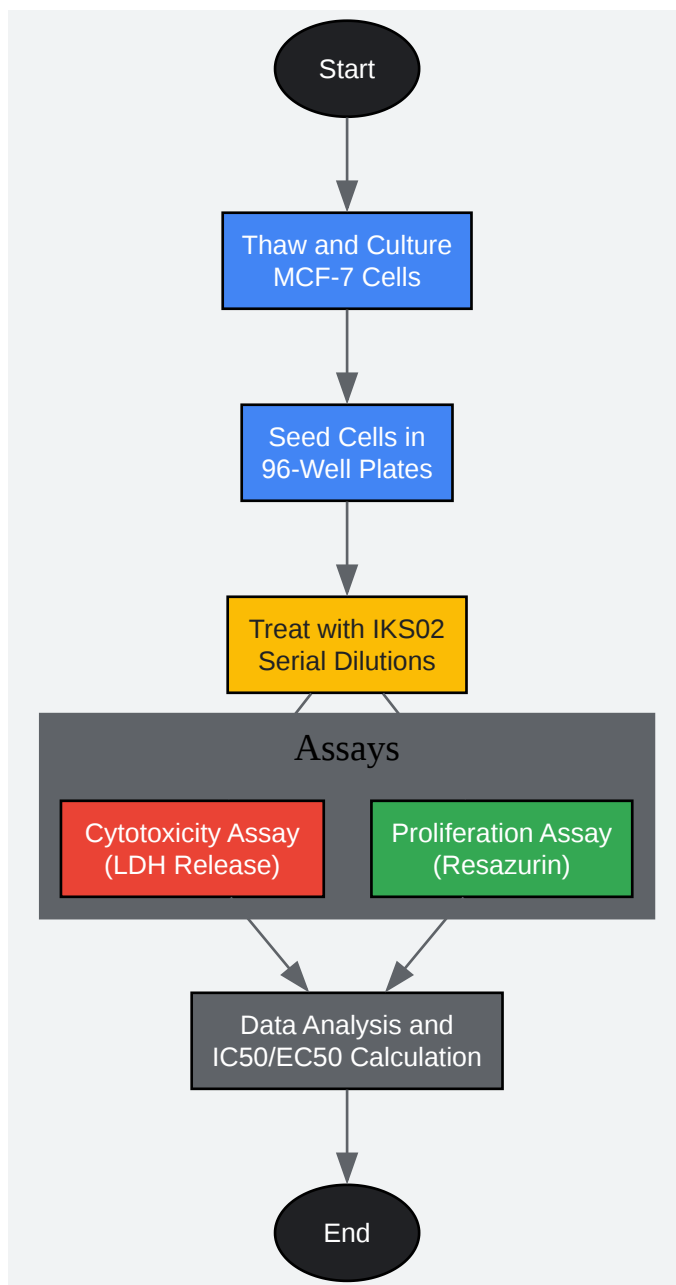 Start
Thaw and Culture
MCF-7 Cells
Seed Cells in
96-Well Plates
Treat with IKS02
Serial Dilutions
Assays
Cytotoxicity Assay
(LDH Release)
Proliferation Assay
(Resazurin)
Data Analysis and
IC50/EC50 Calculation
End